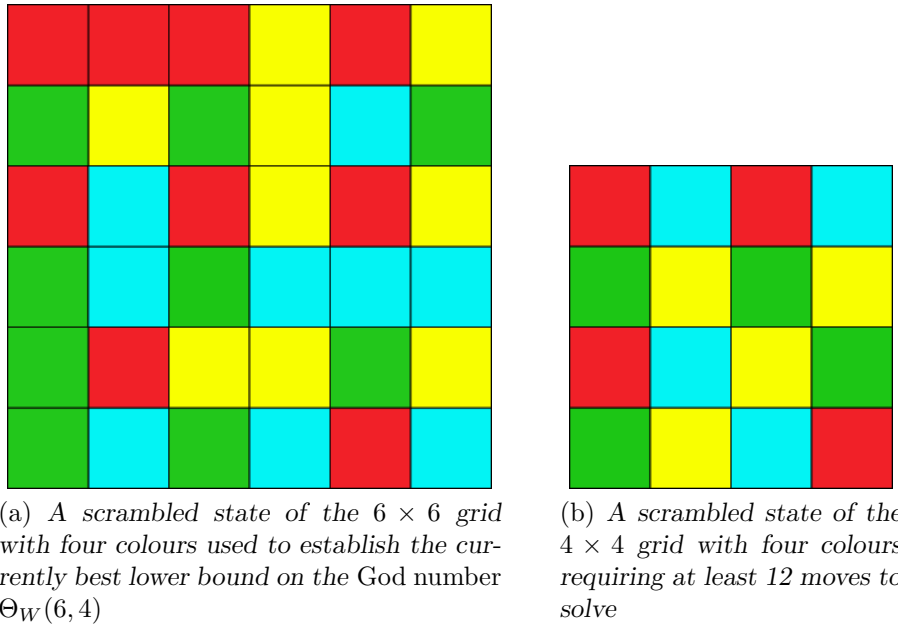 (a) A scrambled state of the 6 × 6 grid
with four colours used to establish the cur-
rently best lower bound on the God number
Θ_W(6, 4)
(b) A scrambled state of the
4 × 4 grid with four colours
requiring at least 12 moves to
solve